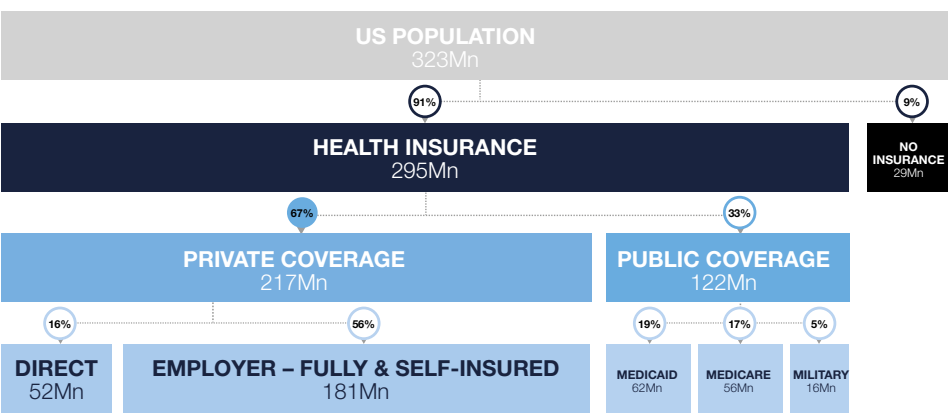 US POPULATION
323Mn
91%
9%
HEALTH INSURANCE
295Mn
NO
INSURANCE
29Mn
67%
33%
PRIVATE COVERAGE
217Mn
PUBLIC COVERAGE
122Mn
16%
56%
19%
17%
5%
DIRECT
52Mn
EMPLOYER – FULLY & SELF-INSURED
181Mn
MEDICAID
62Mn
MEDICARE
56Mn
MILITARY
16Mn